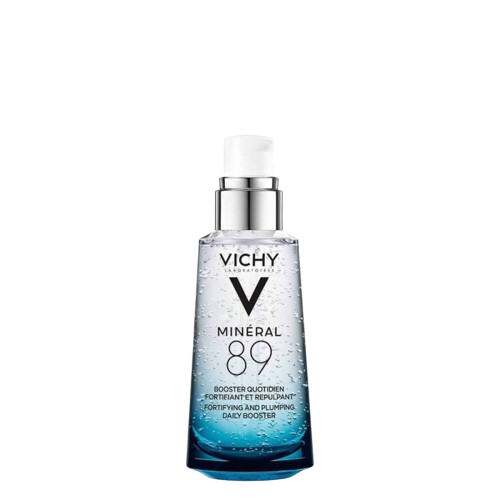 VICHY
LABORATOIRES
V
MINÉRAL
89
BOOSTER QUOTIDIEN
FORTIFIANT ET REPULPANT
FORTIFYING AND PLUMPING
DAILY BOOSTER